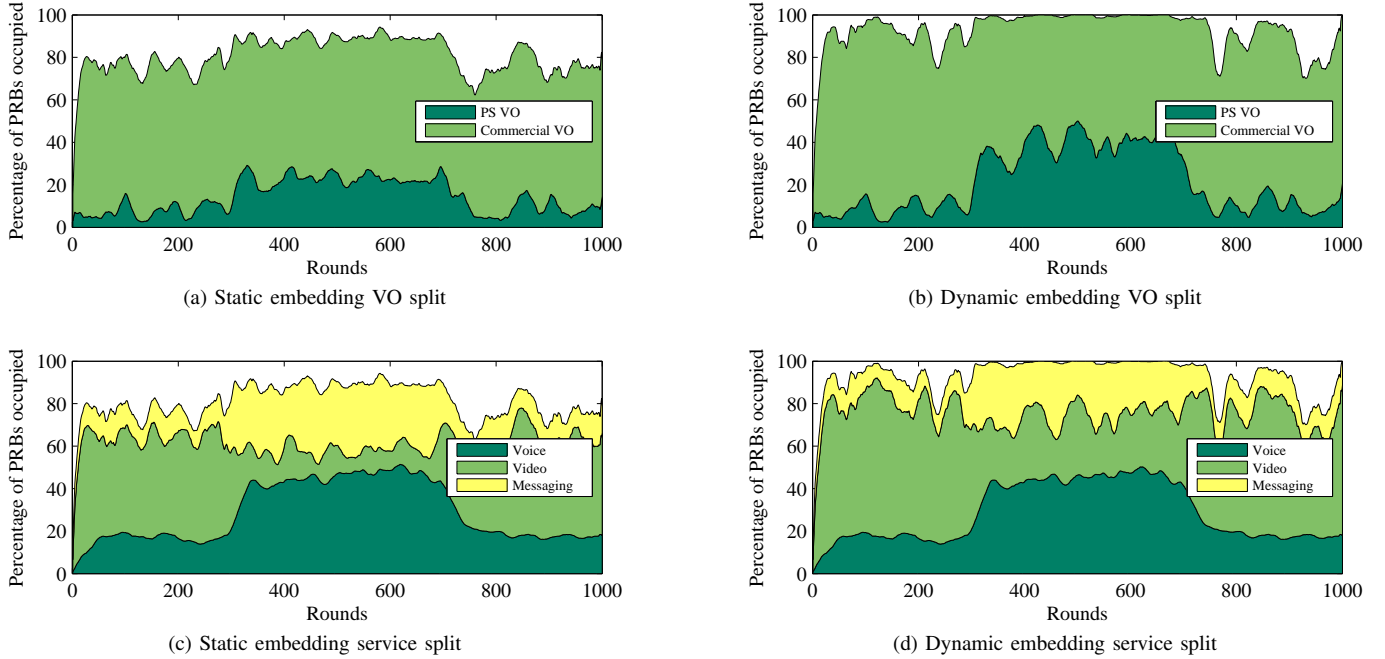 Percentage of PRBs occupied
100
80
60
40
20
0
0 200 400 600 800 1000
Rounds
PS VO
Commercial VO
(a) Static embedding VO split
Percentage of PRBs occupied
100
80
60
40
20
0
0 200 400 600 800 1000
Rounds
PS VO
Commercial VO
(b) Dynamic embedding VO split
Percentage of PRBs occupied
100
80
60
40
20
0
0 200 400 600 800 1000
Rounds
Voice
Video
Messaging
(c) Static embedding service split
Percentage of PRBs occupied
100
80
60
40
20
0
0 200 400 600 800 1000
Rounds
Voice
Video
Messaging
(d) Dynamic embedding service split